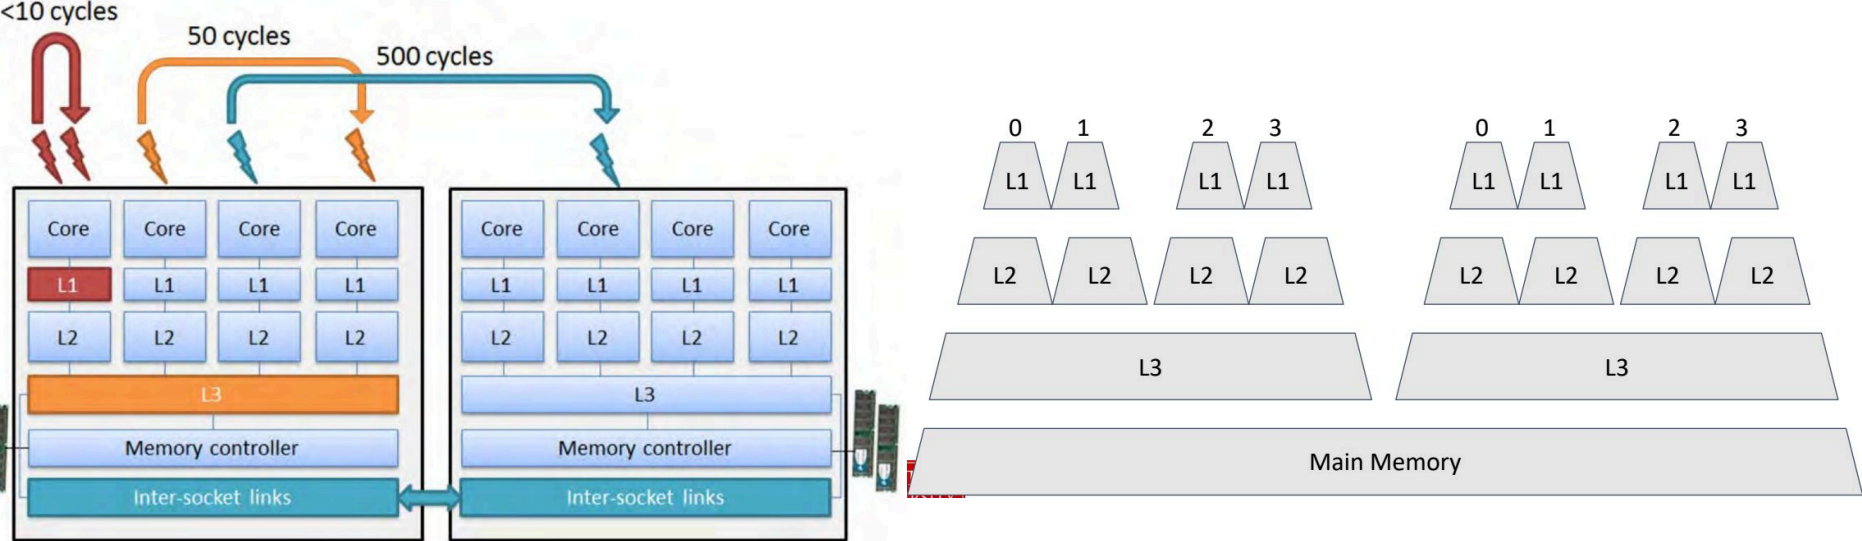 <10 cycles
50 cycles
500 cycles
Core Core Core Core
L1 L1 L1 L1
L2 L2 L2 L2
L3
Memory controller
Inter-socket links
Core Core Core Core
L1 L1 L1 L1
L2 L2 L2 L2
L3
Memory controller
Inter-socket links
0 1 2 3
L1 L1 L1 L1
L2 L2 L2 L2
L3
0 1 2 3
L1 L1 L1 L1
L2 L2 L2 L2
L3
Main Memory